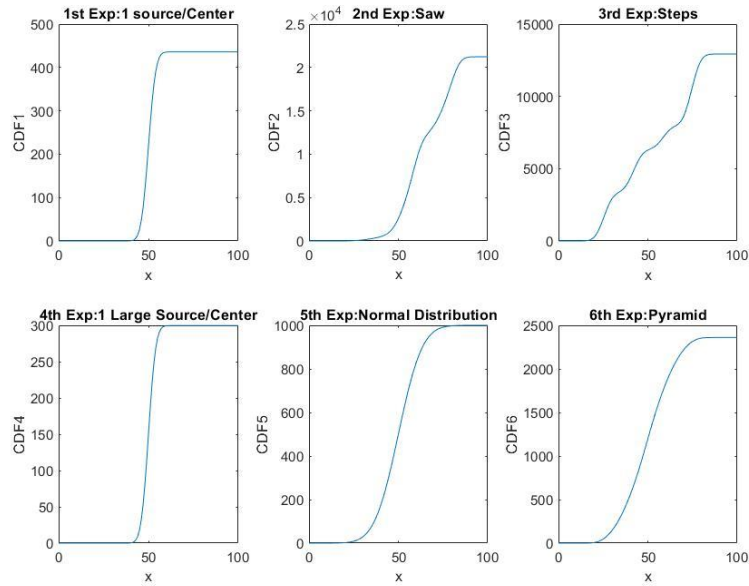 1st Exp:1 source/Center
500
400
300
200
100
0
0 50 100
CDF1
x
×10⁴ 2nd Exp:Saw
2.5
2
1.5
1
0.5
0
0 50 100
CDF2
x
3rd Exp:Steps
15000
10000
5000
0
0 50 100
CDF3
x
4th Exp:1 Large Source/Center
300
250
200
150
100
50
0
0 50 100
CDF4
x
5th Exp:Normal Distribution
1000
800
600
400
200
0
0 50 100
CDF5
x
6th Exp:Pyramid
2500
2000
1500
1000
500
0
0 50 100
CDF6
x